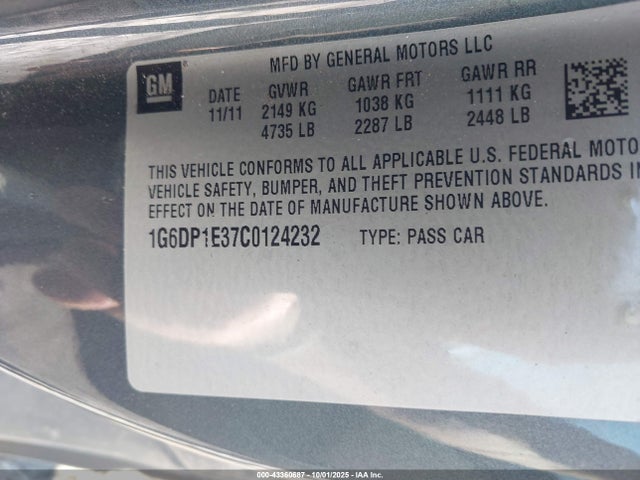 MFD BY GENERAL MOTORS LLC
GM
DATE GVWR GAWR FRT GAWR RR
11/11 2149 KG 1038 KG 1111 KG
4735 LB 2287 LB 2448 LB
THIS VEHICLE CONFORMS TO ALL APPLICABLE U.S. FEDERAL MOTO
VEHICLE SAFETY, BUMPER, AND THEFT PREVENTION STANDARDS IN
EFFECT ON THE DATE OF MANUFACTURE SHOWN ABOVE.
1G6DP1E37C0124232 TYPE: PASS CAR
000-43360687 - 10/01/2025 - IAA Inc.